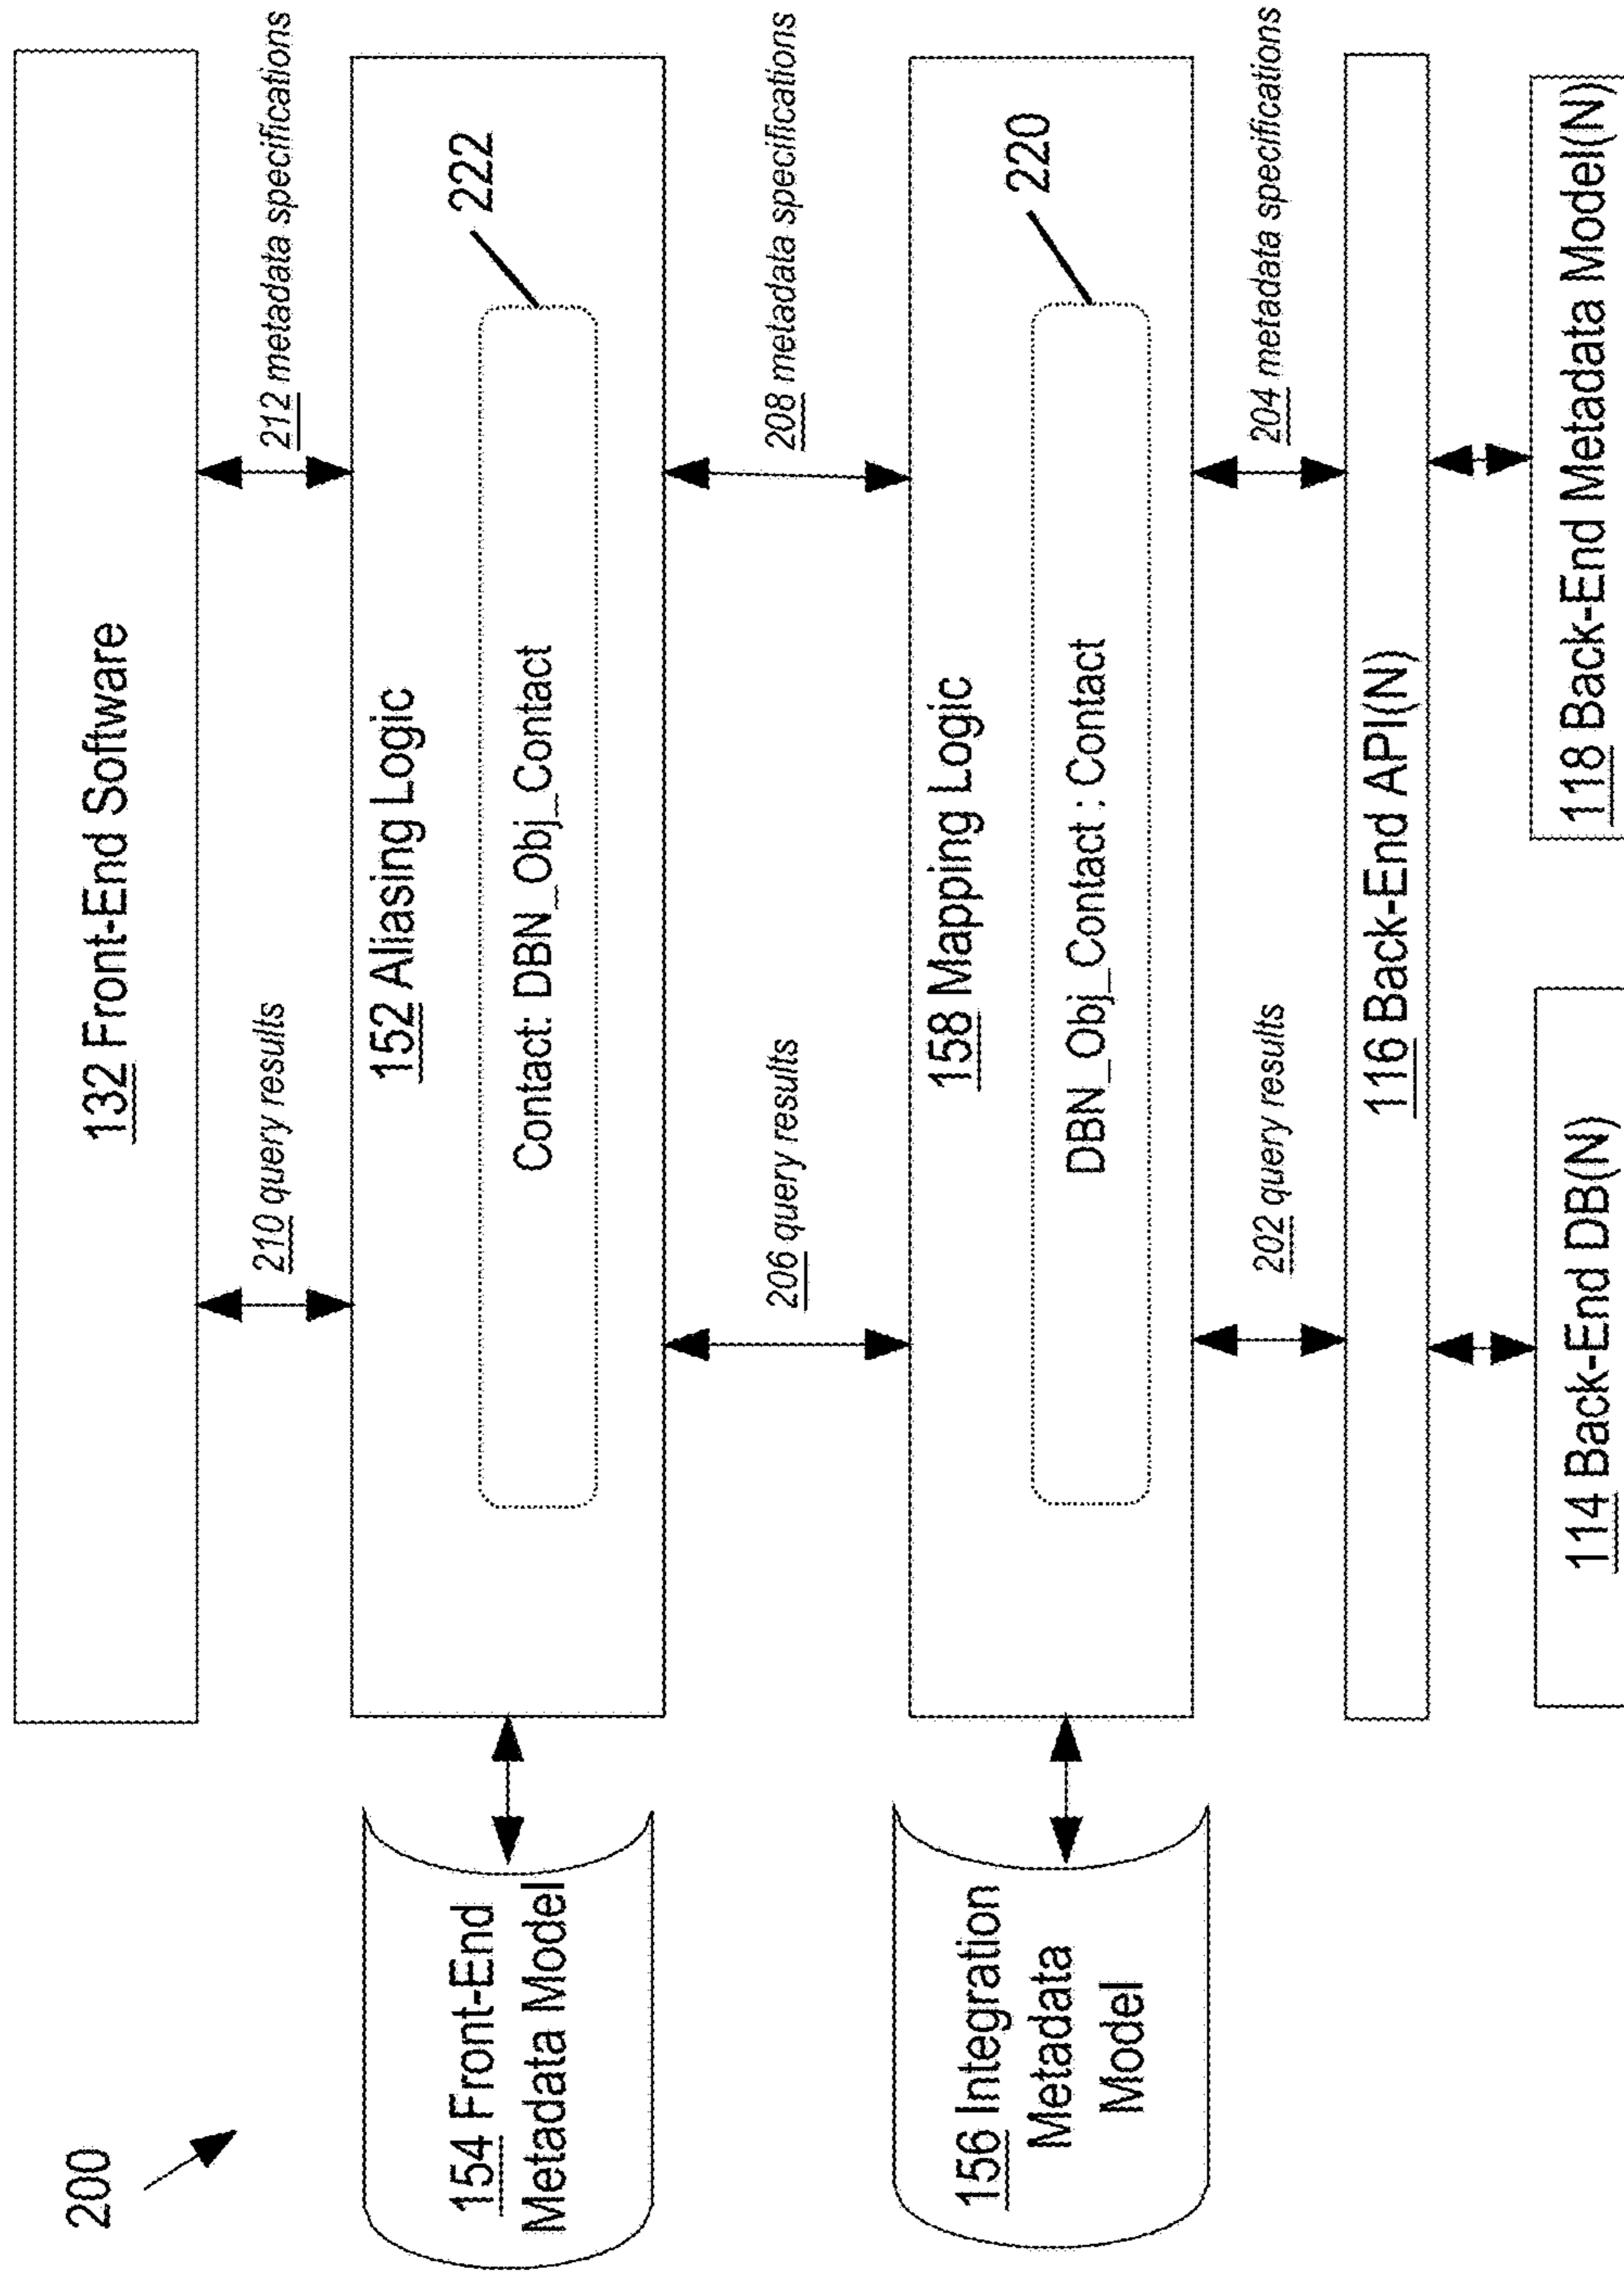 200
132 Front-End Software
210 query results
212 metadata specifications
154 Front-End
Metadata Model
152 Aliasing Logic
Contact: DBN_Obj_Contact
222
206 query results
208 metadata specifications
156 Integration
Metadata
Model
158 Mapping Logic
DBN_Obj_Contact : Contact
220
202 query results
204 metadata specifications
116 Back-End API(N)
114 Back-End DB(N)
118 Back-End Metadata Model(N)